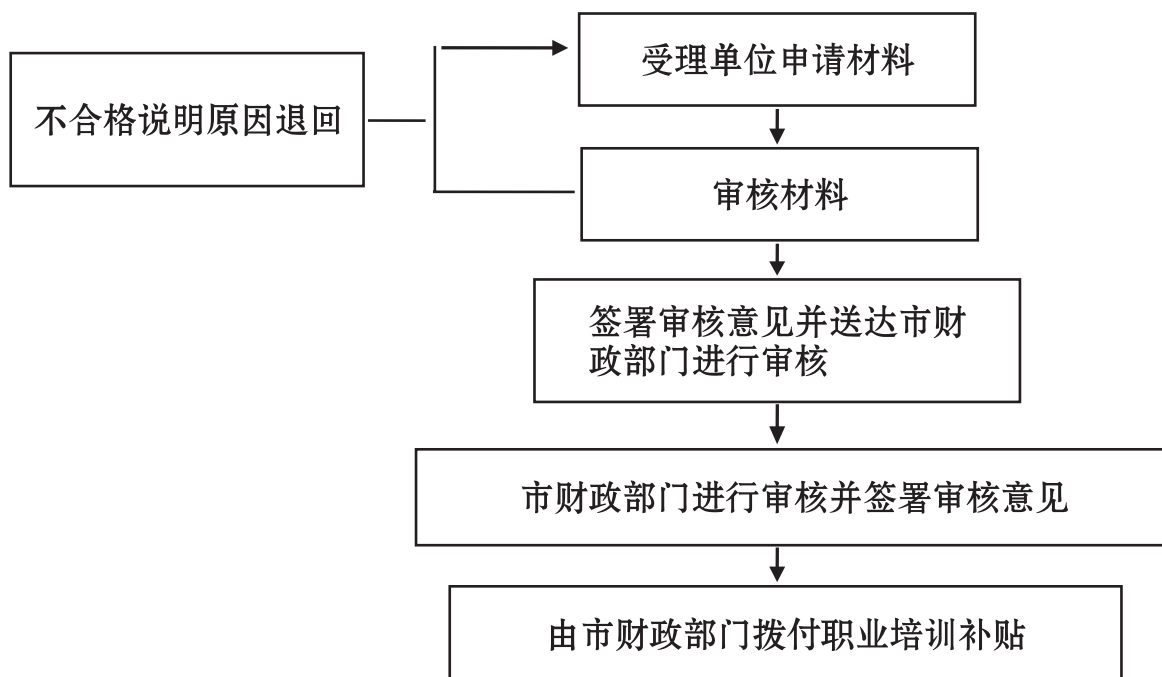 受理单位申请材料
不合格说明原因退回
审核材料
签署审核意见并送达市财
政部门进行审核
市财政部门进行审核并签署审核意见
由市财政部门拨付职业培训补贴